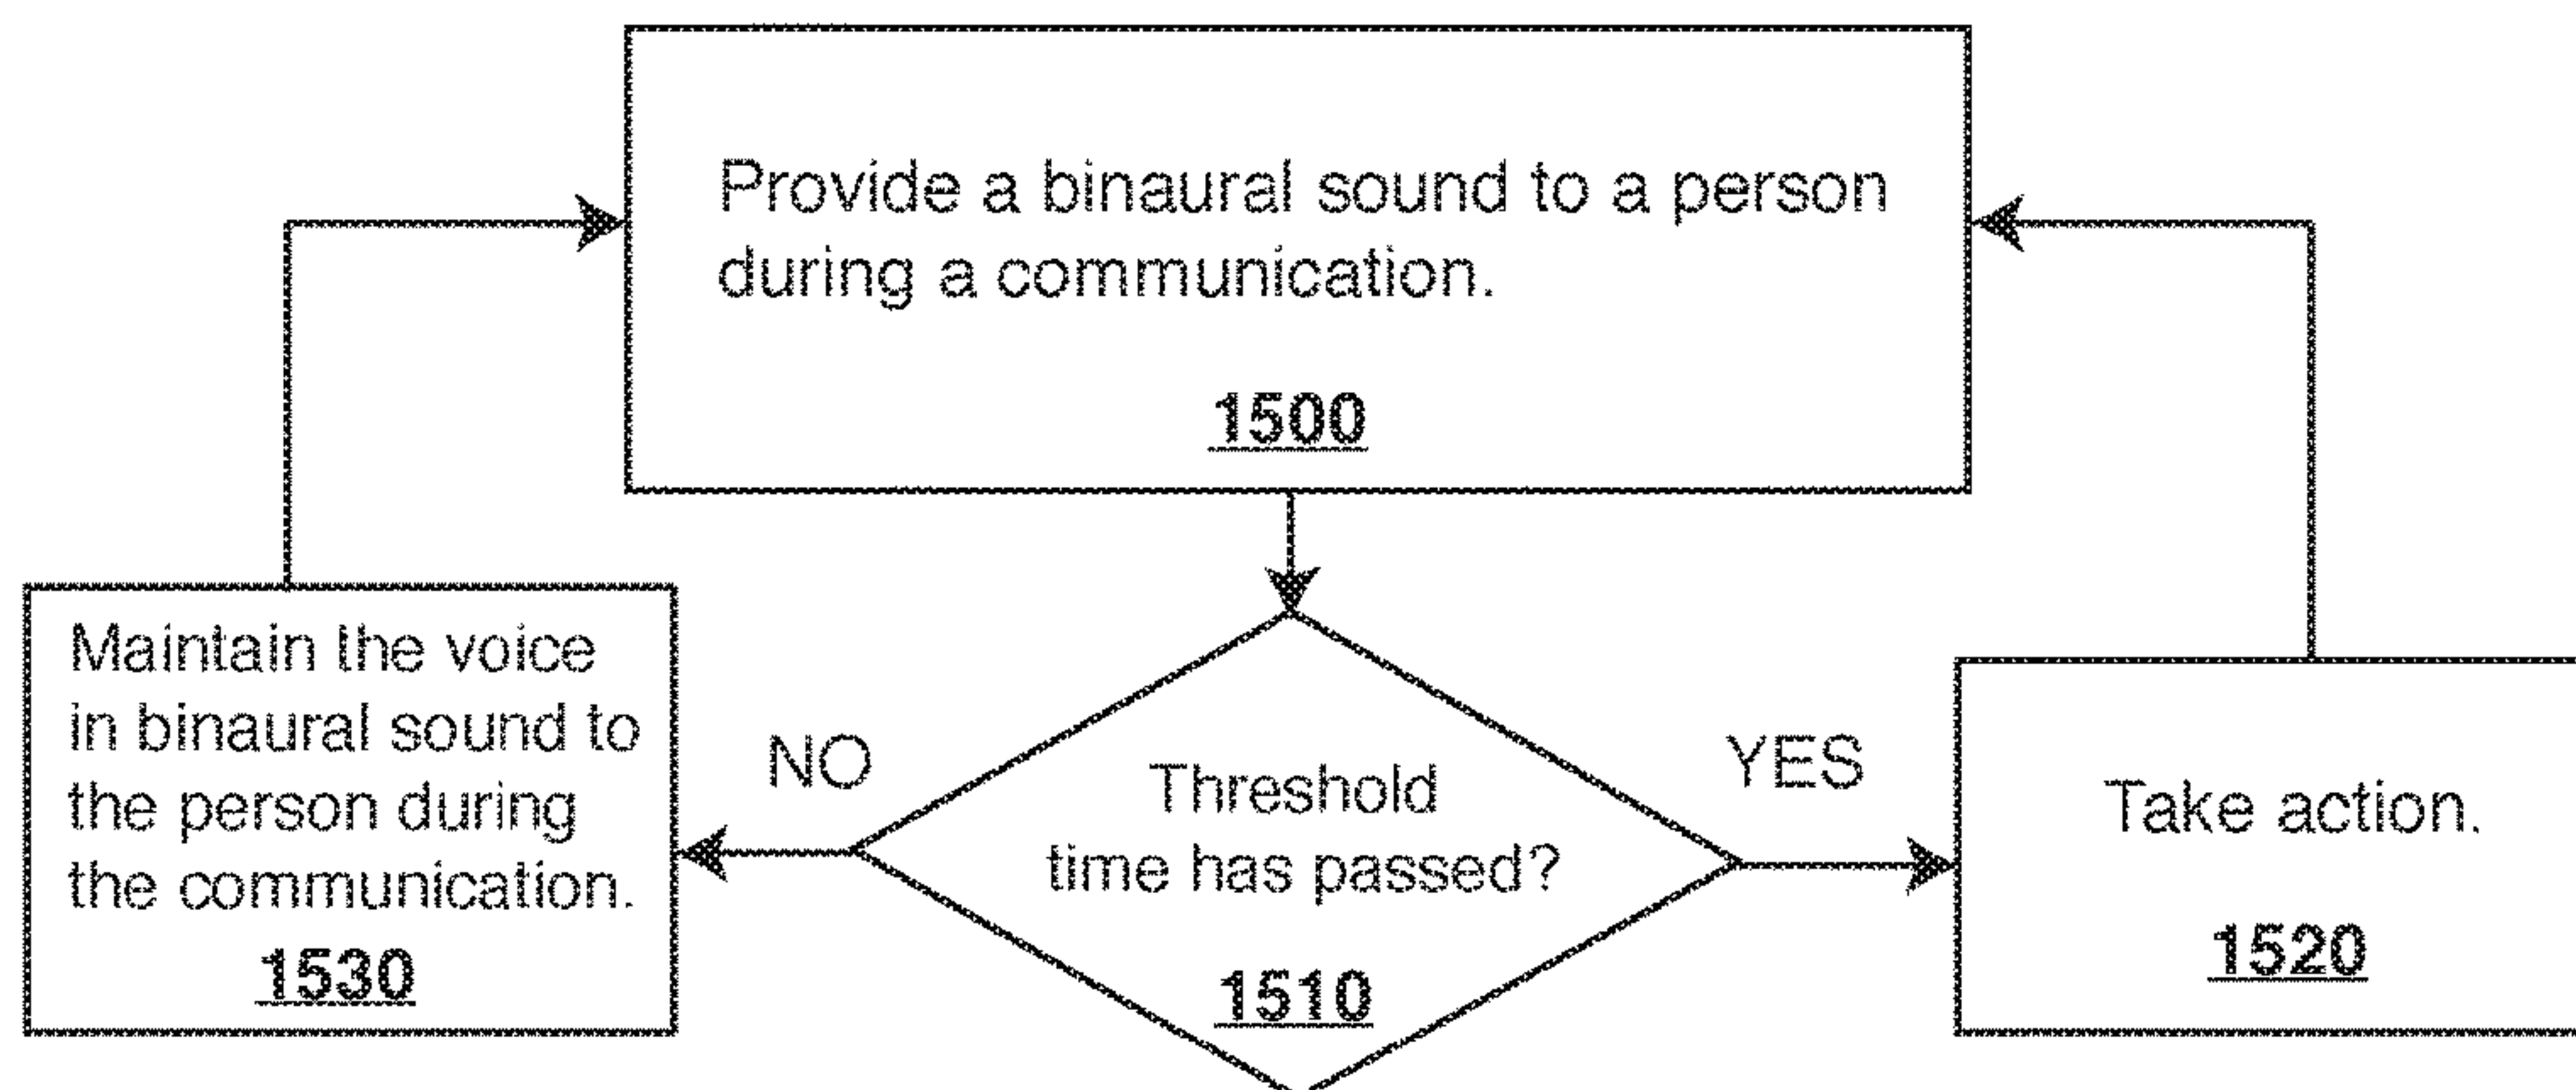 Provide a binaural sound to a person
during a communication.
1500
Maintain the voice
in binaural sound to
the person during
the communication.
1530
NO
Threshold
time has passed?
1510
YES
Take action.
1520